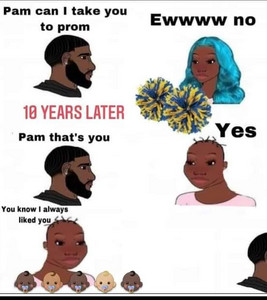 Pam can I take you
to prom
Ewwww no
10 YEARS LATER
Pam that's you
Yes
You know I always
liked you